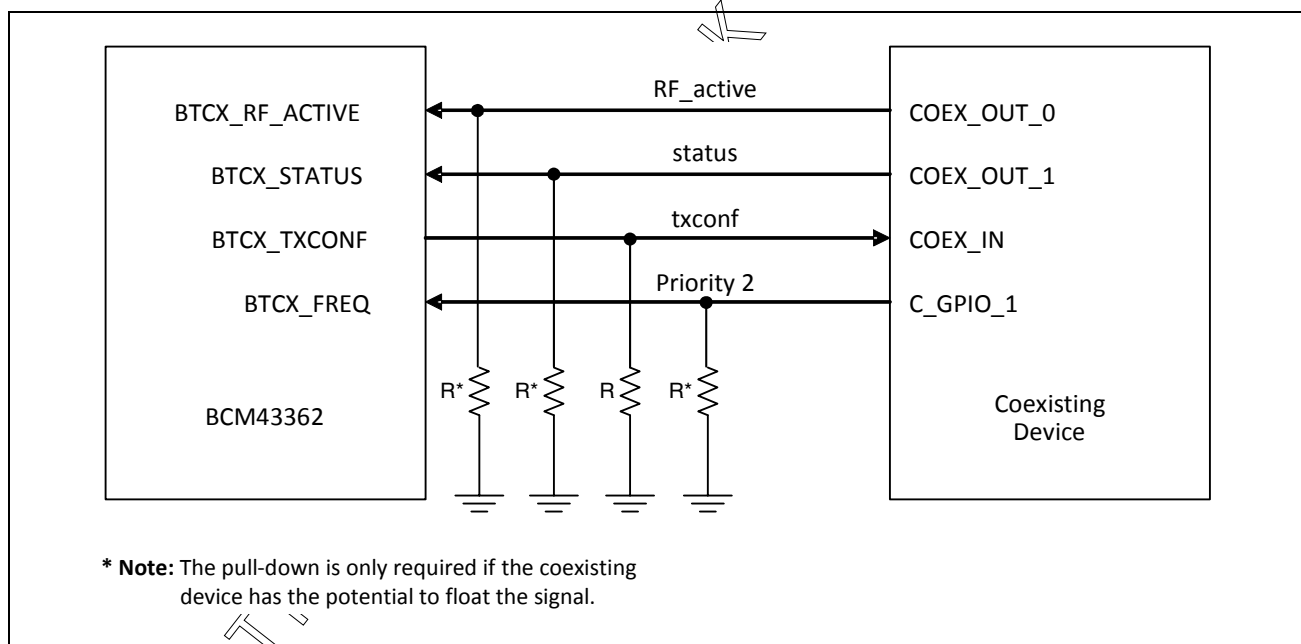 RF_active
BTCX_RF_ACTIVE
COEX_OUT_0
status
BTCX_STATUS
COEX_OUT_1
txconf
BTCX_TXCONF
COEX_IN
Priority 2
BTCX_FREQ
C_GPIO_1
R*
R*
R
R*
BCM43362
Coexisting
Device
* Note: The pull-down is only required if the coexisting
device has the potential to float the signal.